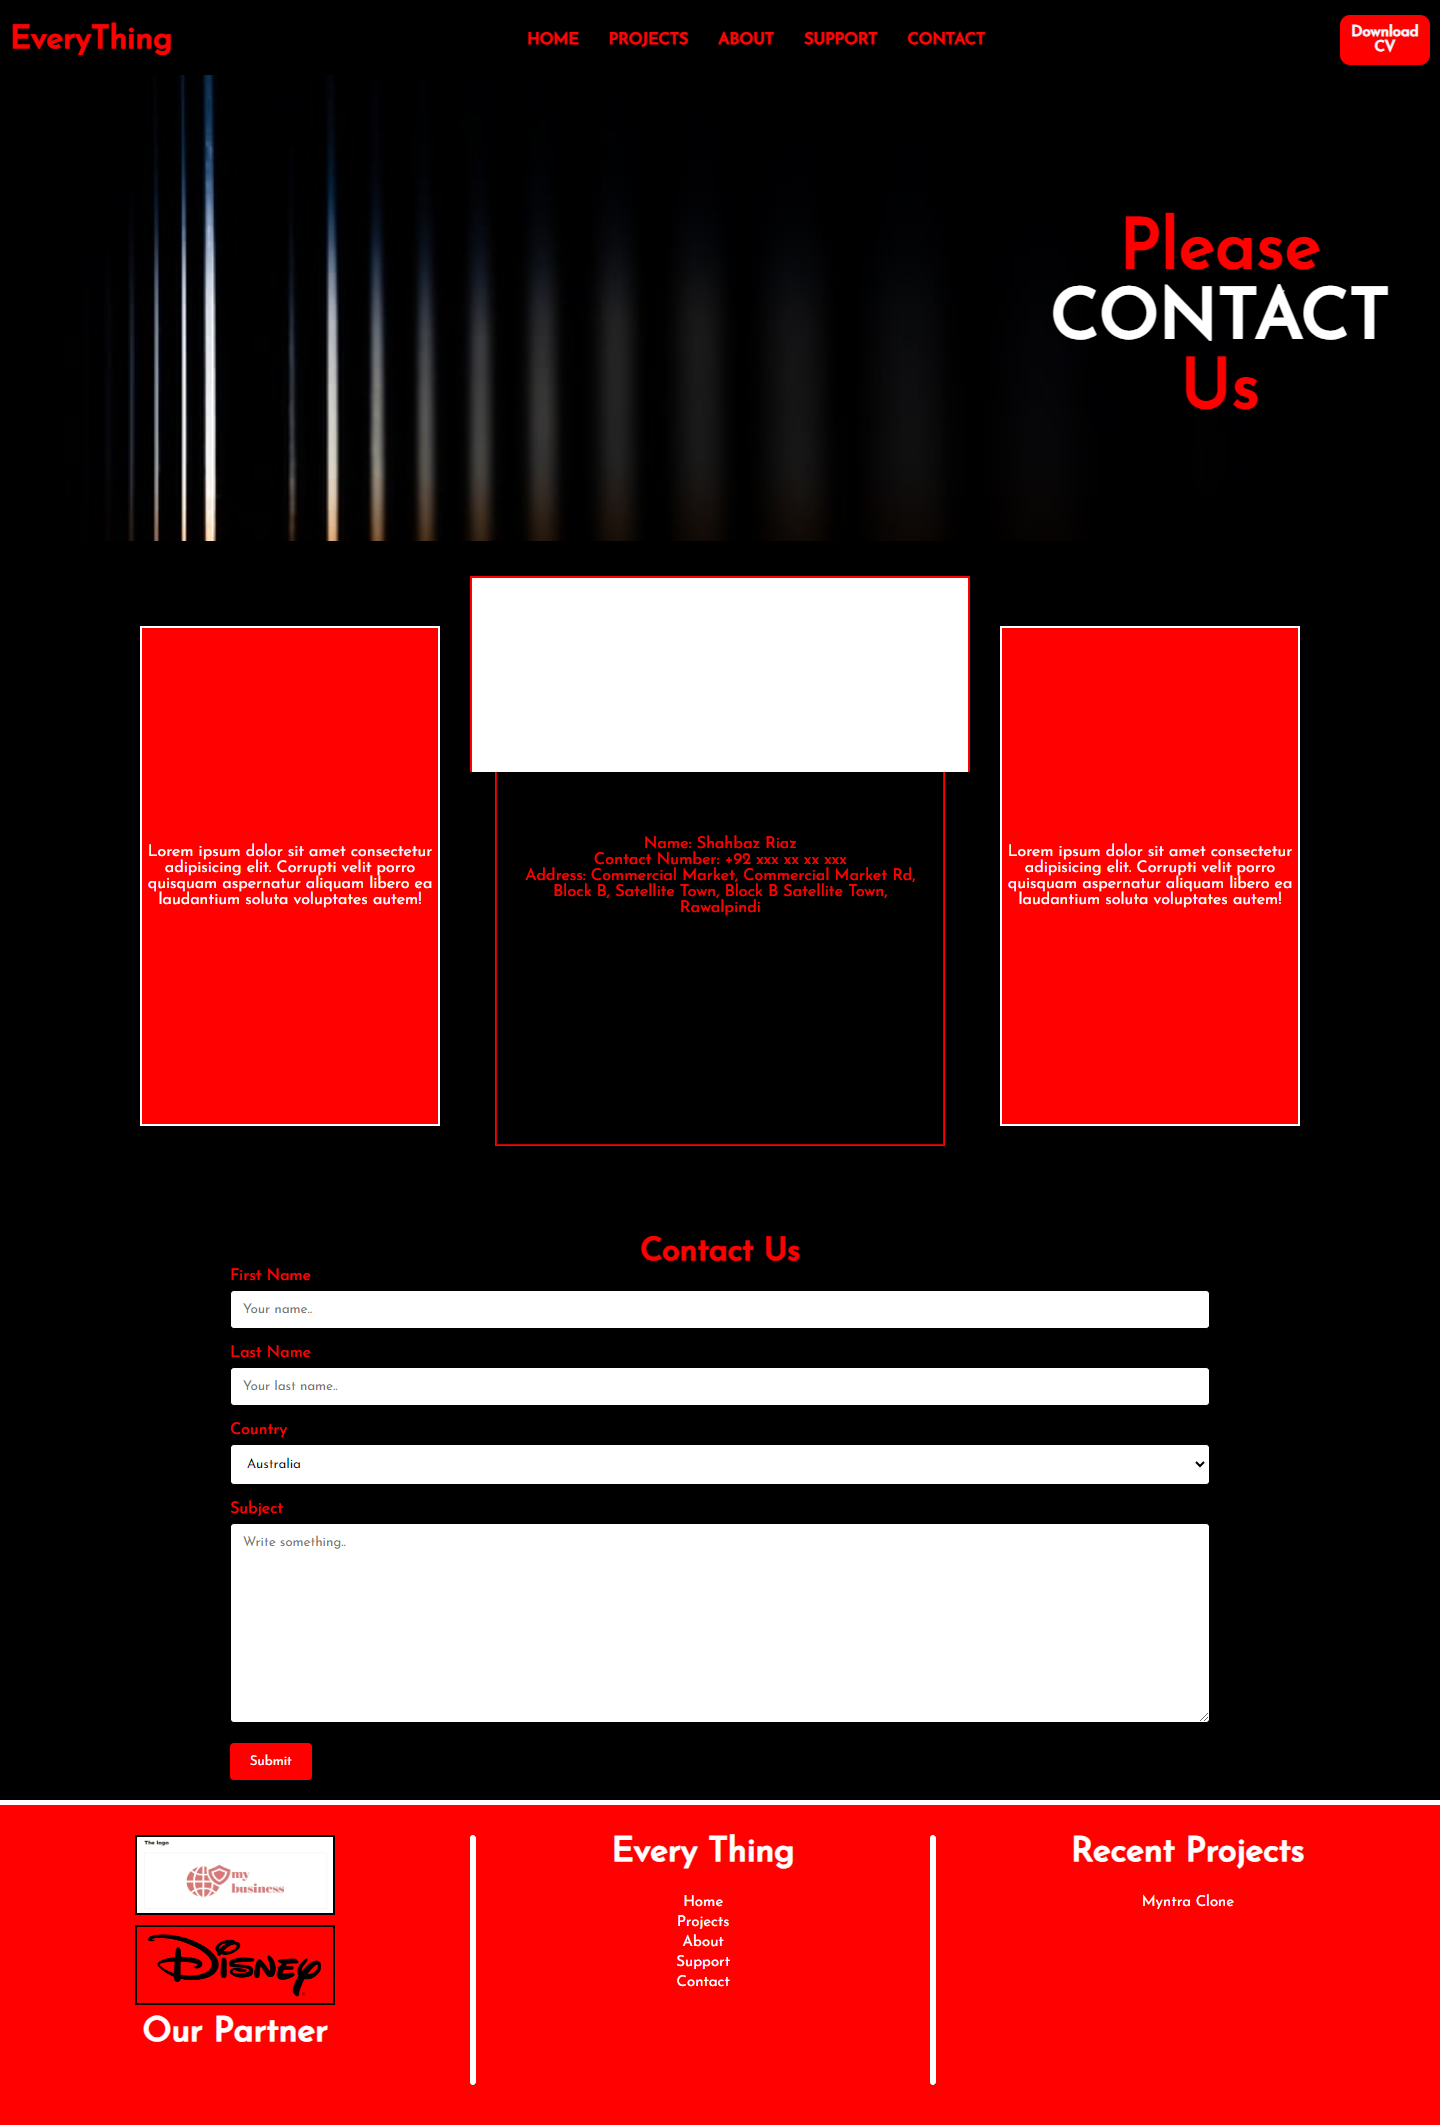 EveryThing
HOME
PROJECTS
ABOUT
SUPPORT
CONTACT
Download
CV
Please
CONTACT
Us
Lorem ipsum dolor sit amet consectetur
adipisicing elit. Corrupti velit porro
quisquam aspernatur aliquam libero ea
laudantium soluta voluptates autem!
Name: Shahbaz Riaz
Contact Number: +92 xxx xx xx xxx
Address: Commercial Market, Commercial Market Rd,
Block B, Satellite Town, Block B Satellite Town,
Rawalpindi
Lorem ipsum dolor sit amet consectetur
adipisicing elit. Corrupti velit porro
quisquam aspernatur aliquam libero ea
laudantium soluta voluptates autem!
Contact Us
First Name
Your name..
Last Name
Your last name..
Country
Australia
Subject
Write something..
Submit
The logo
my
business
Disney
Our Partner
Every Thing
Home
Projects
About
Support
Contact
Recent Projects
Myntra Clone